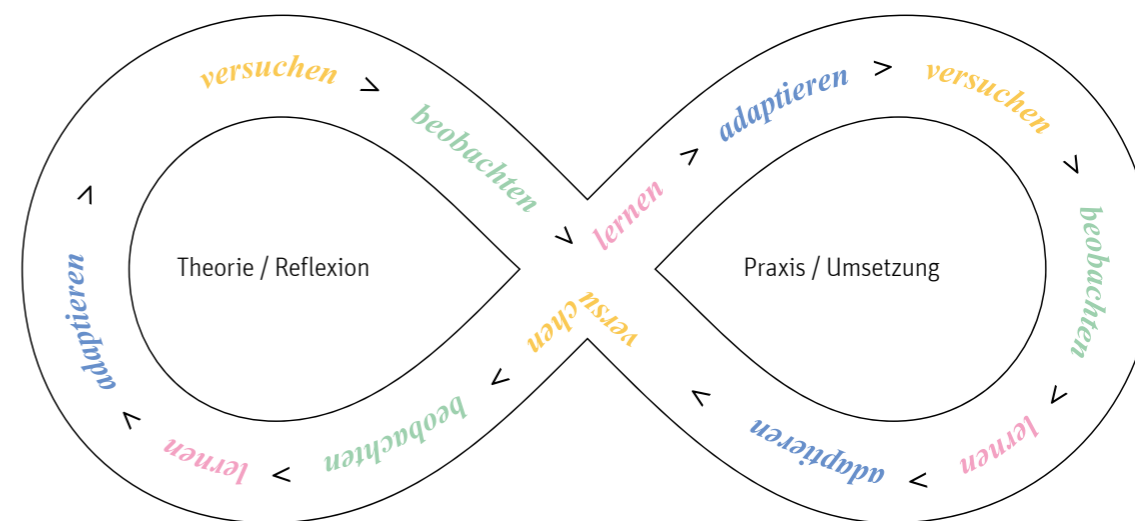 versuchen
>
beobachten
>
lernen
>
adaptieren
>
versuchen
>
beobachten
>
lernen
>
adaptieren
>
versuchen
>
beobachten
>
lernen
>
adaptieren
>
Theorie / Reflexion
Praxis / Umsetzung